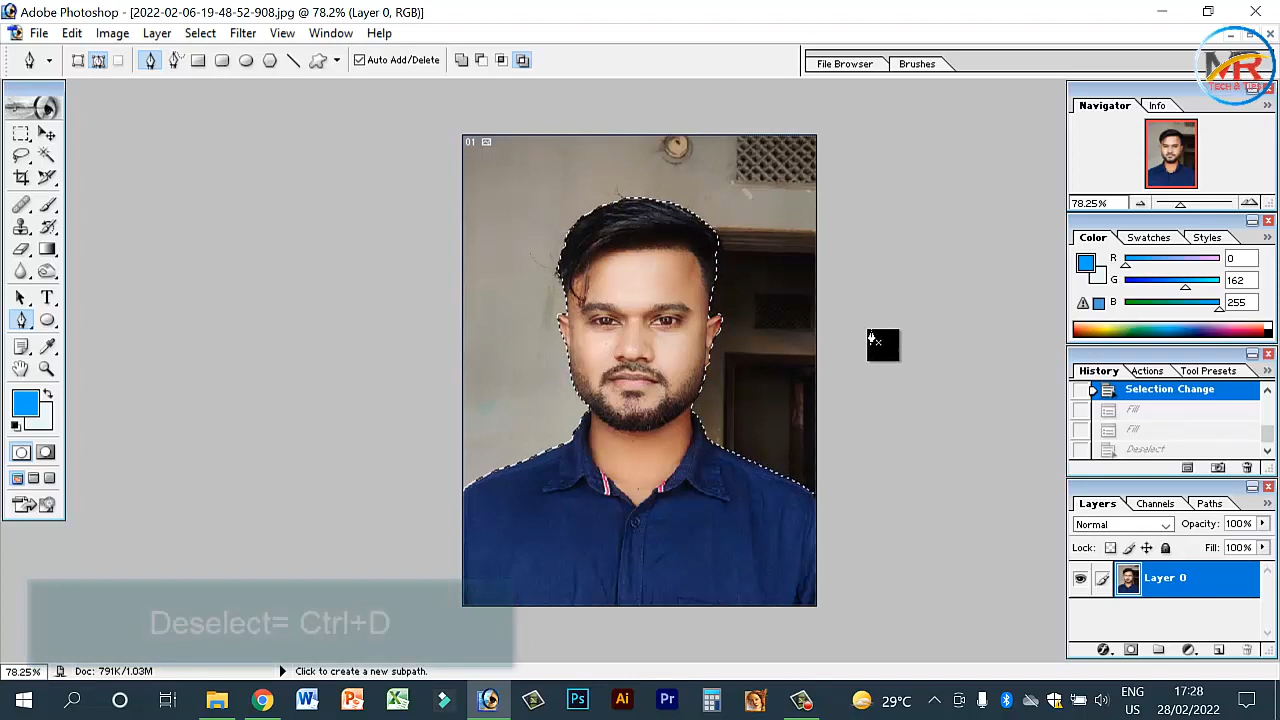 Adobe Photoshop - [2022-02-06-19-48-52-908.jpg @ 78.2% (Layer 0, RGB)]
File Edit Image Layer Select Filter View Window Help
Auto Add/Delete
File Browser Brushes
MR
TECH & TIPS
Navigator Info
78.25%
Color Swatches Styles
R 0
G 162
B 255
History Actions Tool Presets
Selection Change
Fill
Fill
Deselect
Layers Channels Paths
Normal Opacity: 100%
Lock: Fill: 100%
Layer 0
01
Deselect= Ctrl+D
78.25% Doc: 791K/1.03M Click to create a new subpath.
29°C ENG 17:28
US 28/02/2022